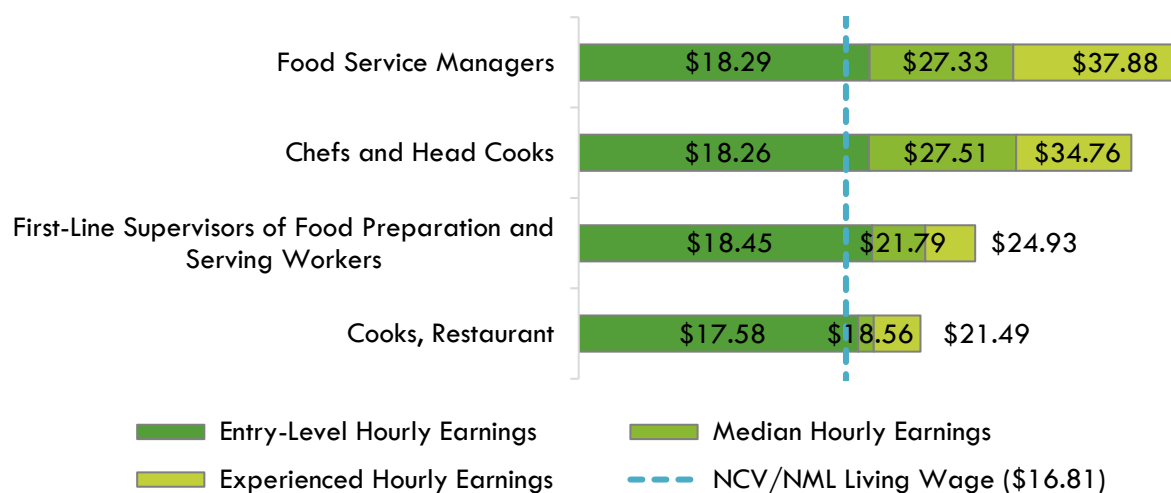 Food Service Managers
$18.29 $27.33 $37.88
Chefs and Head Cooks
$18.26 $27.51 $34.76
First-Line Supervisors of Food Preparation and
Serving Workers
$18.45 $21.79 $24.93
Cooks, Restaurant
$17.58 $18.56 $21.49
Entry-Level Hourly Earnings
Median Hourly Earnings
Experienced Hourly Earnings
NCV/NML Living Wage ($16.81)